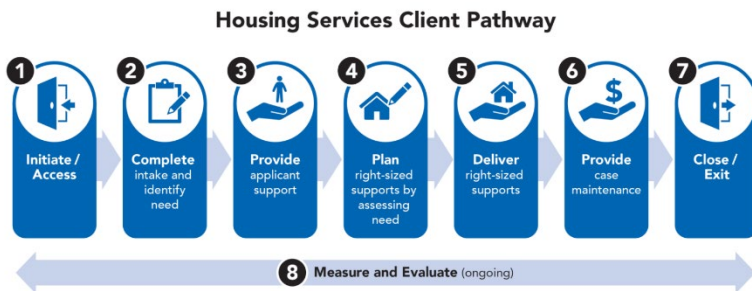 Housing Services Client Pathway
1
Initiate /
Access
2
Complete
intake and
identify
need
3
Provide
applicant
support
4
Plan
right-sized
supports by
assessing
need
5
Deliver
right-sized
supports
6
$
Provide
case
maintenance
7
Close /
Exit
8 Measure and Evaluate (ongoing)